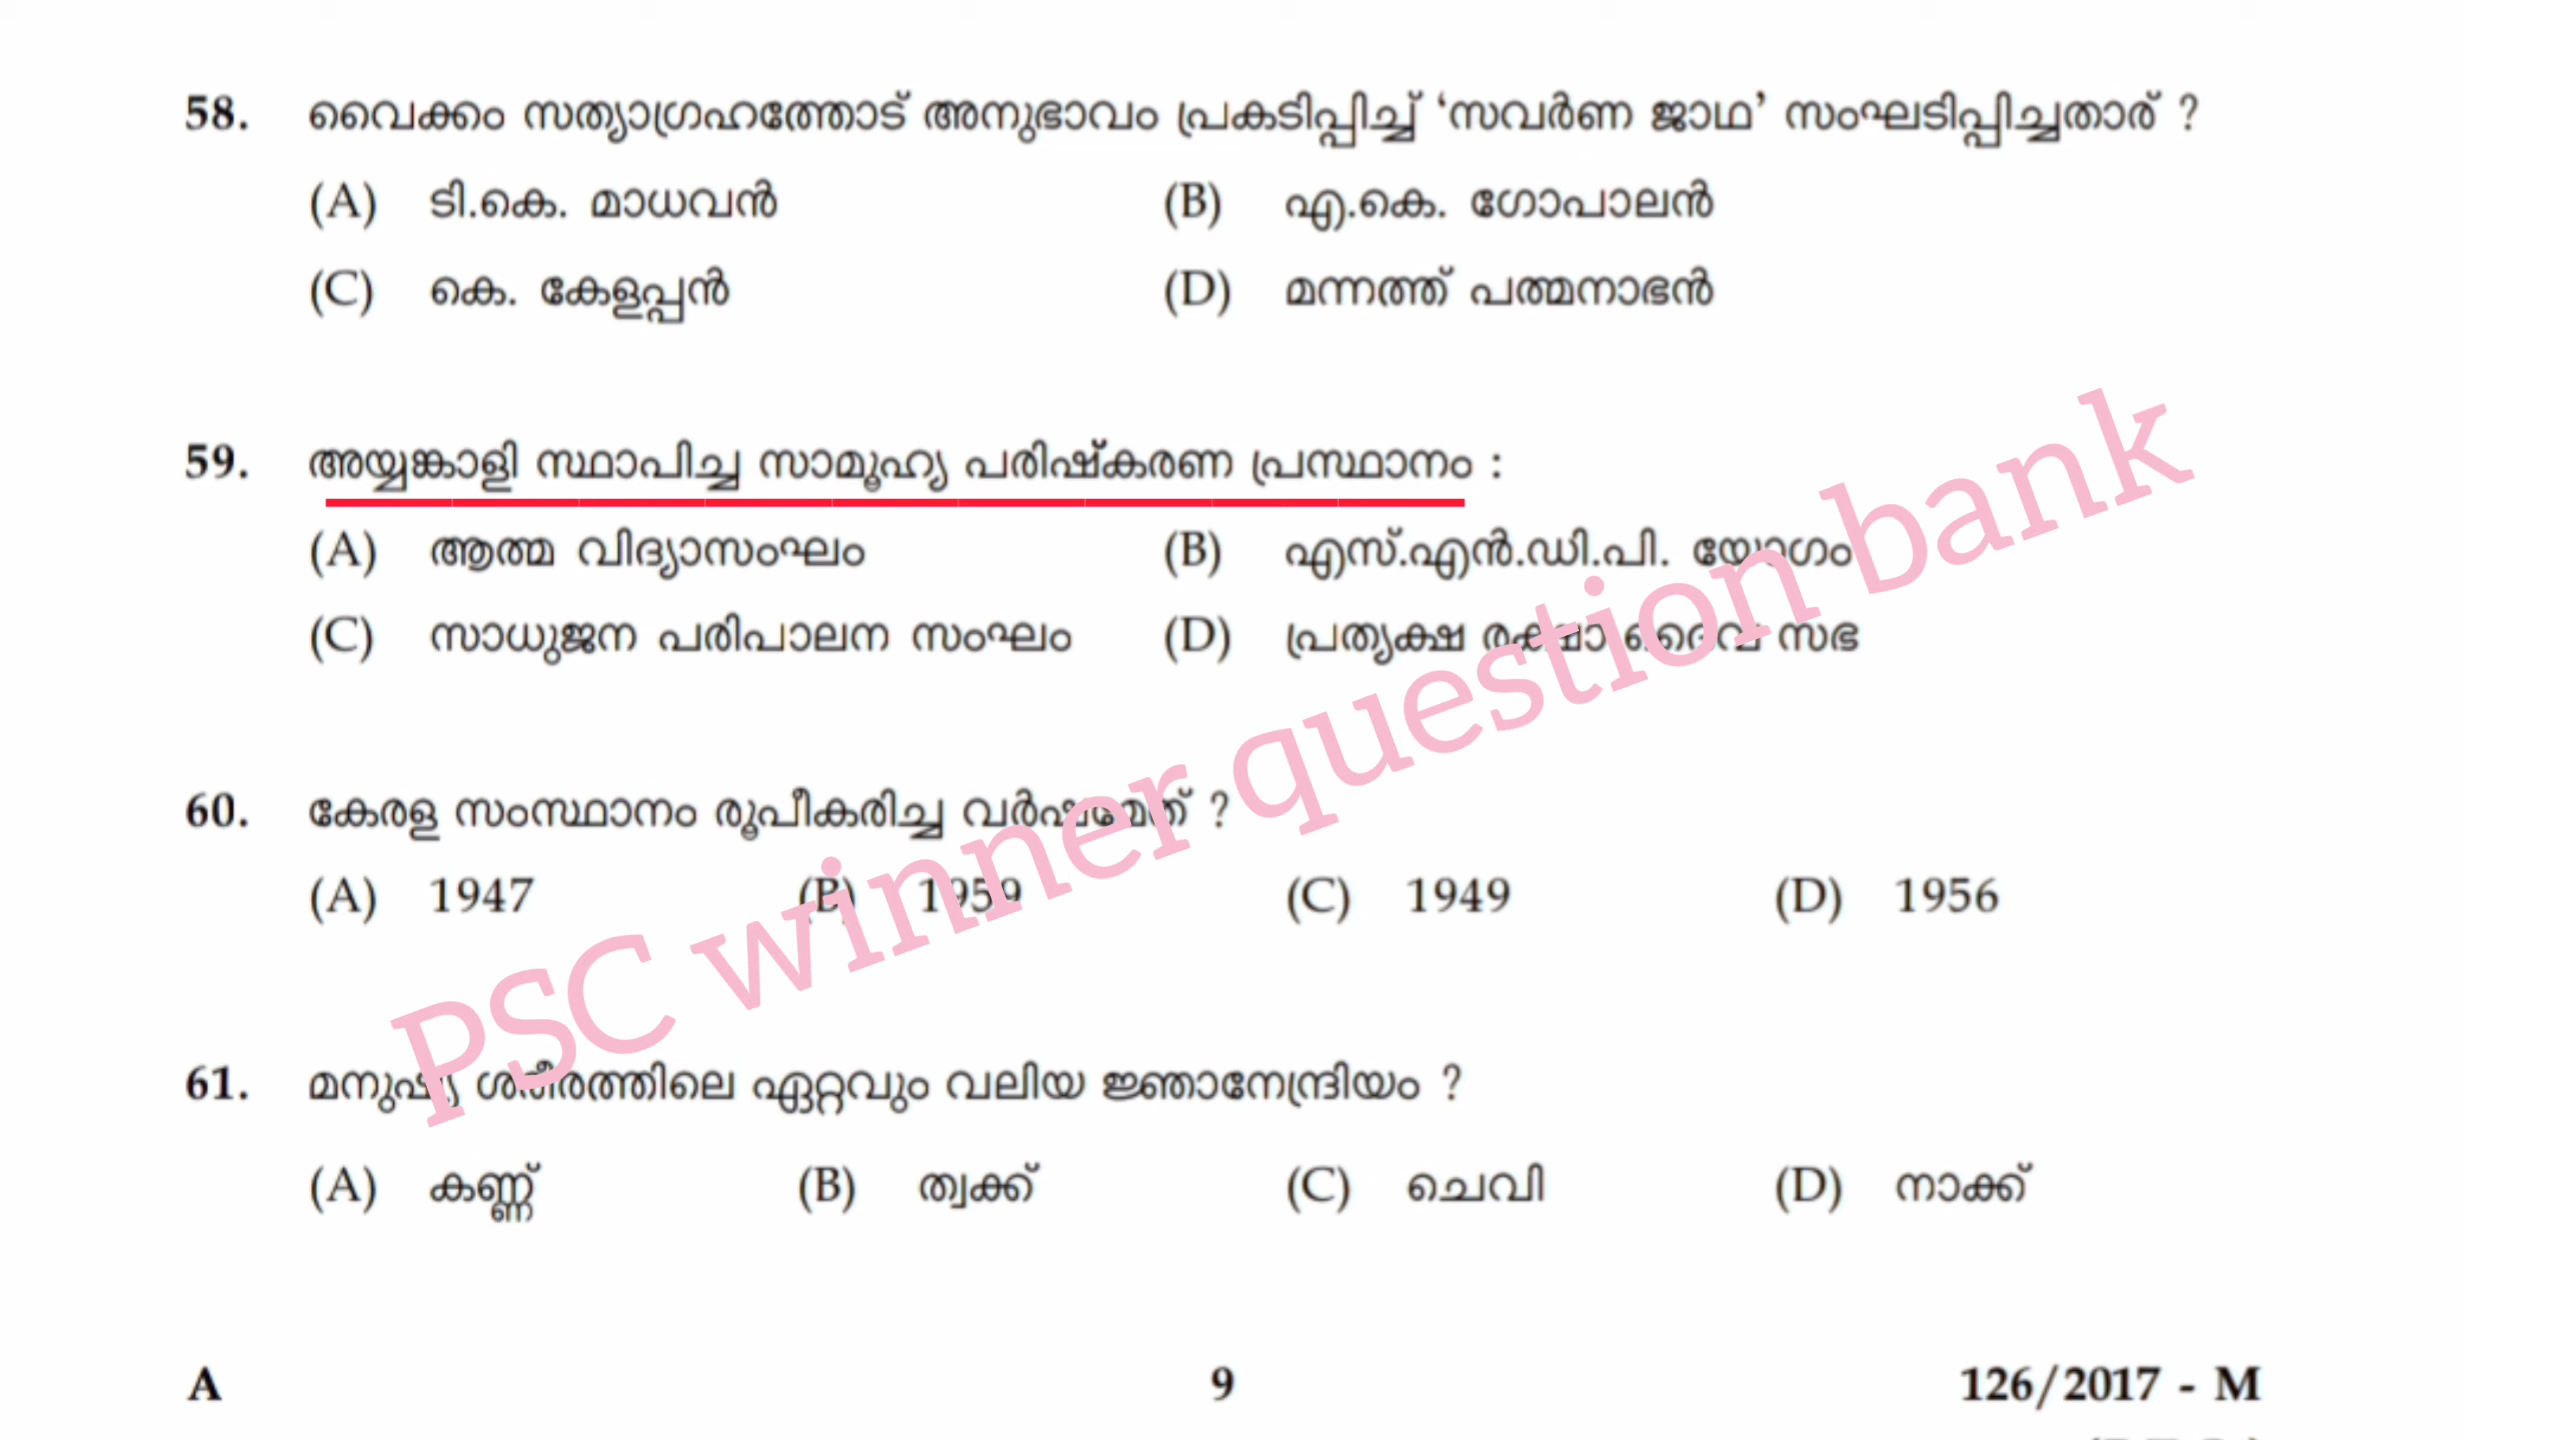 58. വൈക്കം സത്യാഗ്രഹത്തോട് അനുഭാവം പ്രകടിപ്പിച്ച് ‘സവർണ ജാഥ’ സംഘടിപ്പിച്ചതാര് ?
(A) ടി.കെ. മാധവൻ (B) എ.കെ. ഗോപാലൻ
(C) കെ. കേളപ്പൻ (D) മന്നത്ത് പത്മനാഭൻ
59. അയ്യങ്കാളി സ്ഥാപിച്ച സാമൂഹ്യ പരിഷ്കരണ പ്രസ്ഥാനം :
(A) ആത്മ വിദ്യാസംഘം (B) എസ്.എൻ.ഡി.പി. യോഗം
(C) സാധുജന പരിപാലന സംഘം (D) പ്രത്യക്ഷ രക്ഷാ ദൈവ സഭ
60. കേരള സംസ്ഥാനം രൂപീകരിച്ച വർഷമേത് ?
(A) 1947 (B) 1959 (C) 1949 (D) 1956
61. മനുഷ്യ ശരീരത്തിലെ ഏറ്റവും വലിയ ജ്ഞാനേന്ദ്രിയം ?
(A) കണ്ണ് (B) ത്വക്ക് (C) ചെവി (D) നാക്ക്
PSC winner question bank
A 9 126/2017 - M